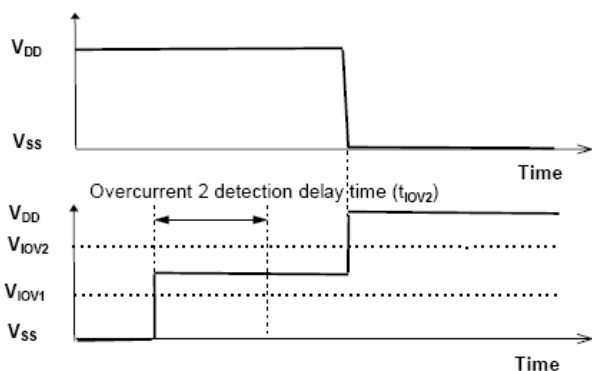 VDD
VSS
Time
Overcurrent 2 detection delay time (tIOV2)
VDD
VIOV2
VIOV1
VSS
Time